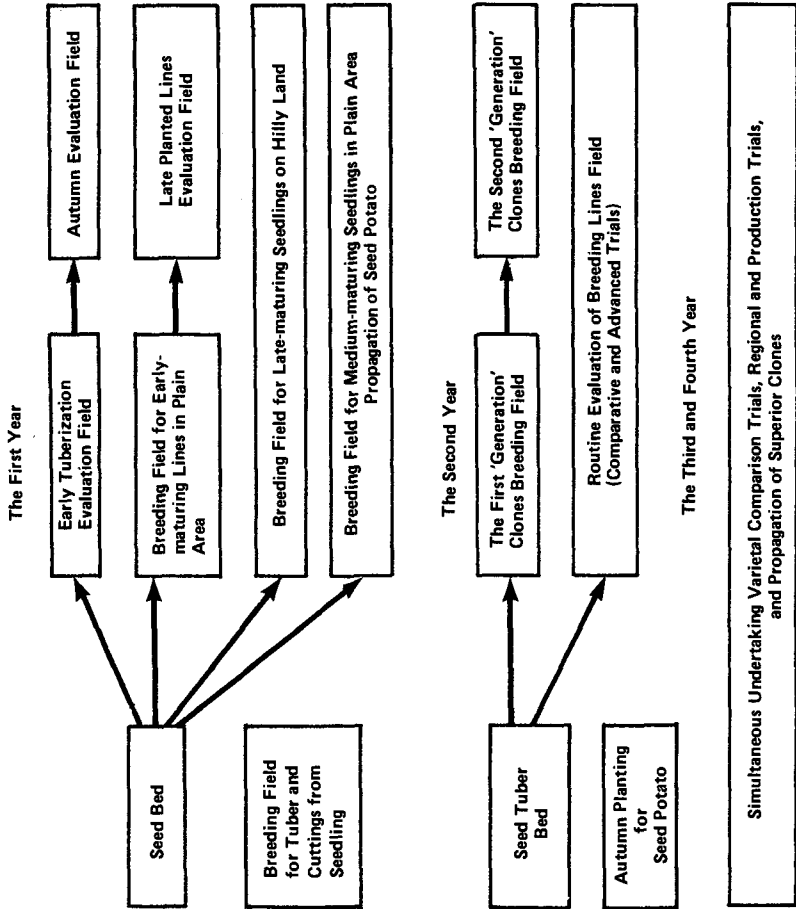 The First Year
Seed Bed
Breeding Field
for Tuber and
Cuttings from
Seedling
Early Tuberization
Evaluation Field
Autumn Evaluation Field
Breeding Field for Early-
maturing Lines in Plain
Area
Late Planted Lines
Evaluation Field
Breeding Field for Late-maturing Seedlings on Hilly Land
Breeding Field for Medium-maturing Seedlings in Plain Area
Propagation of Seed Potato
The Second Year
Seed Tuber
Bed
Autumn Planting
for
Seed Potato
The First 'Generation'
Clones Breeding Field
The Second 'Generation'
Clones Breeding Field
Routine Evaluation of Breeding Lines Field
(Comparative and Advanced Trials)
The Third and Fourth Year
Simultaneous Undertaking Varietal Comparison Trials, Regional and Production Trials,
and Propagation of Superior Clones